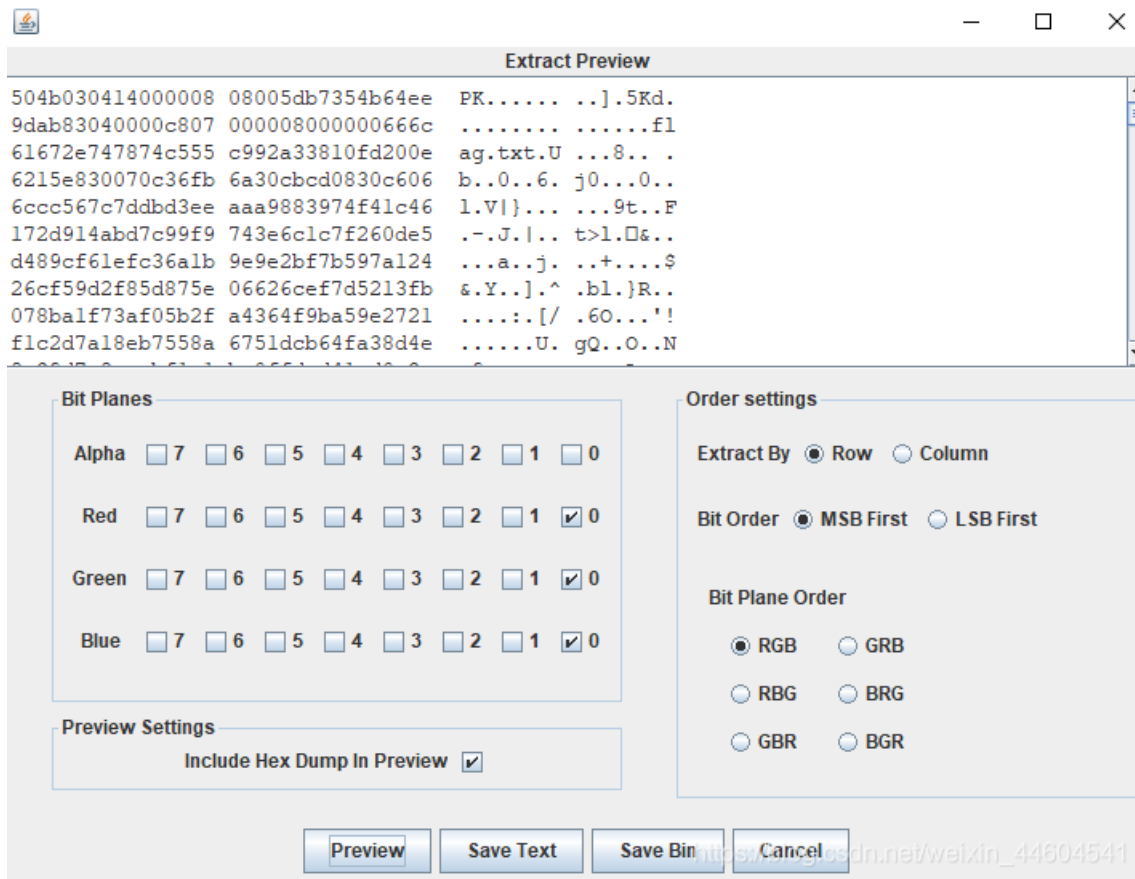 Extract Preview
504b030414000008 08005db7354b64ee PK...... ..].5Kd.
9dab83040000c807 000008000000666c ........ ......fl
61672e747874c555 c992a33810fd200e ag.txt.U ...8.. .
6215e830070c36fb 6a30cbcd0830c606 b..0..6. j0...0..
6ccc567c7ddbd3ee aaa9883974f41c46 l.V|}... ...9t..F
172d914abd7c99f9 743e6c1c7f260de5 .-.J.|.. t>l.□&..
d489cf61efc36a1b 9e9e2bf7b597a124 ...a..j. ..+....$
26cf59d2f85d875e 06626cef7d5213fb &.Y..].^ .bl.}R..
078ba1f73af05b2f a4364f9ba59e2721 ....:.[/ .6O...'!
f1c2d7a18eb7558a 6751dcb64fa38d4e ......U. gQ..O..N
Bit Planes
Alpha 7 6 5 4 3 2 1 0
Red 7 6 5 4 3 2 1 0
Green 7 6 5 4 3 2 1 0
Blue 7 6 5 4 3 2 1 0
Preview Settings
Include Hex Dump In Preview
Order settings
Extract By Row Column
Bit Order MSB First LSB First
Bit Plane Order
RGB GRB
RBG BRG
GBR BGR
Preview Save Text Save Bin Cancel
https://blog.csdn.net/weixin_44604541